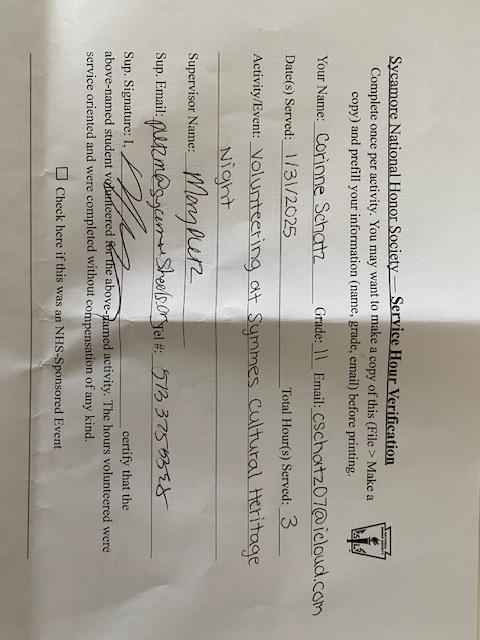 Sycamore National Honor Society – Service Hour Verification
Complete once per activity. You may want to make a copy of this (File > Make a
copy) and prefill your information (name, grade, email) before printing.
Your Name: Corinne Schatz Grade: 11 Email: cschatz07@icloud.com
Date(s) Served: 1/31/2025 Total Hour(s) Served: 3
Activity/Event: Volunteering at Symmes Cultural Heritage
Night
Supervisor Name:
Sup. Email: Tel #:
Sup. Signature: I, certify that the
above-named student volunteered for the above-named activity. The hours volunteered were
service oriented and were completed without compensation of any kind.
☐ Check here if this was an NHS-Sponsored Event